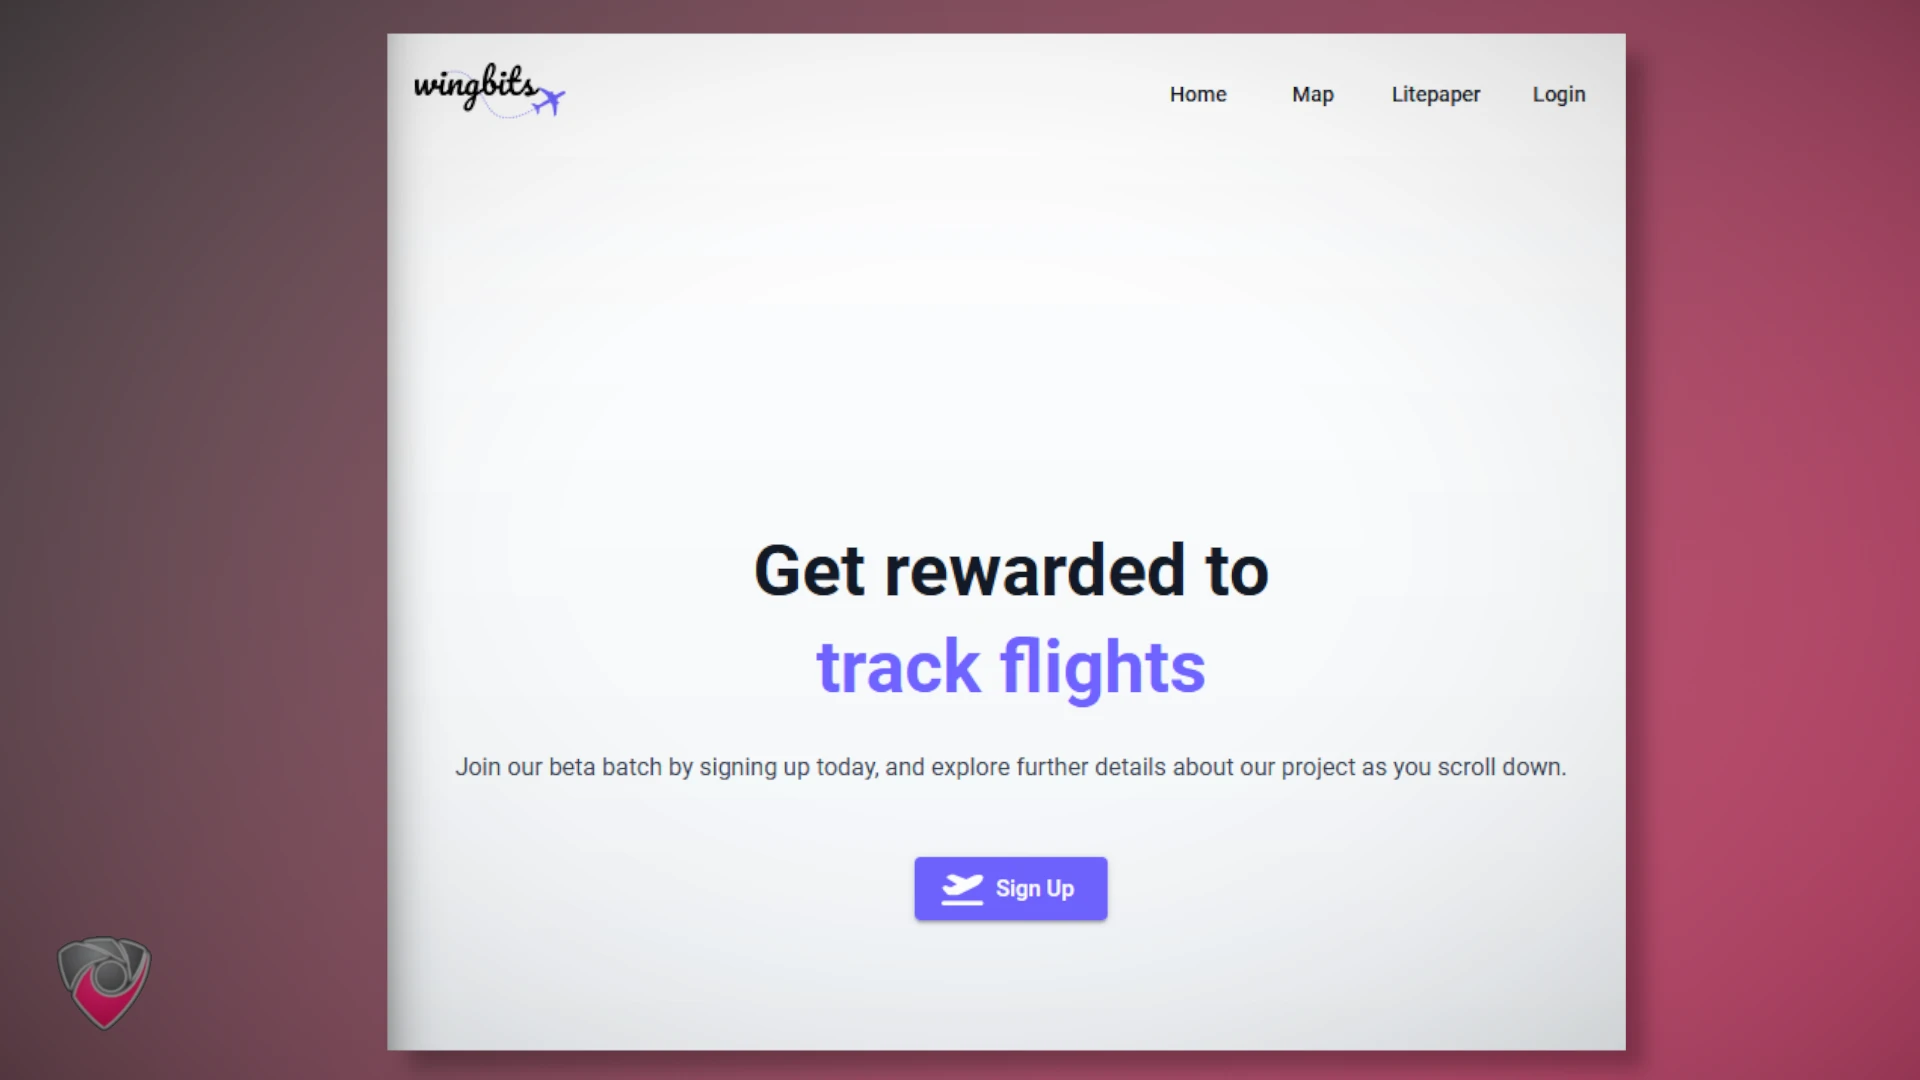 wingbits
Home Map Litepaper Login
Get rewarded to
track flights
Join our beta batch by signing up today, and explore further details about our project as you scroll down.
Sign Up